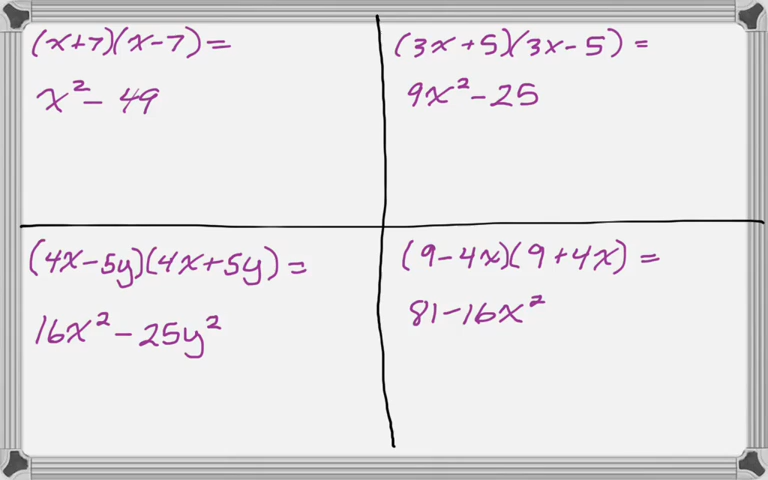 (x+7)(x-7)=
x²-49
(3x+5)(3x-5)=
9x²-25
(4x-5y)(4x+5y)=
16x²-25y²
(9-4x)(9+4x)=
81-16x²